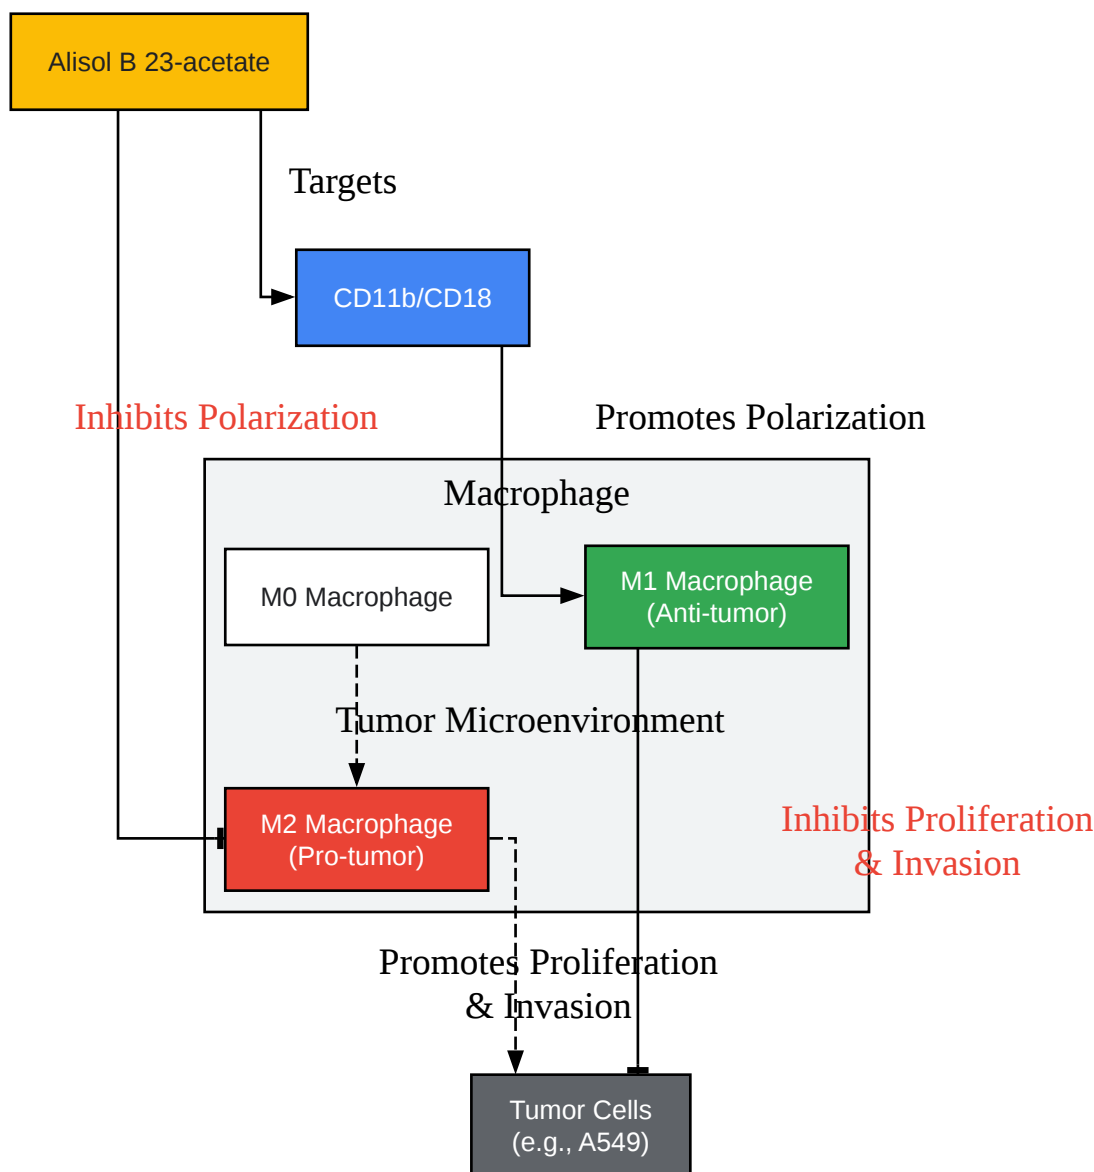 Alisol B 23-acetate
Targets
CD11b/CD18
Inhibits Polarization
Promotes Polarization
Macrophage
M0 Macrophage
M1 Macrophage
(Anti-tumor)
Tumor Microenvironment
M2 Macrophage
(Pro-tumor)
Inhibits Proliferation
& Invasion
Promotes Proliferation
& Invasion
Tumor Cells
(e.g., A549)